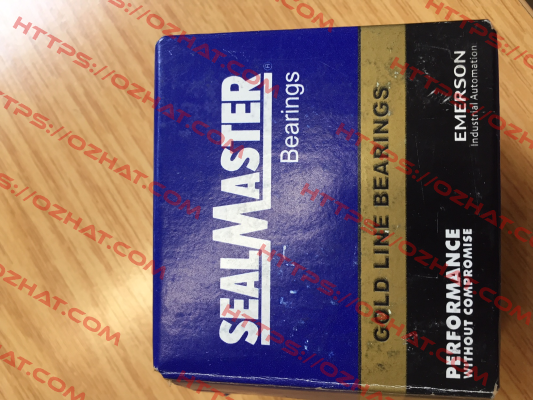 SEALMASTER®
Bearings
GOLD LINE BEARINGS
PERFORMANCE
WITHOUT COMPROMISE
EMERSON
Industrial Automation
HTTPS://OZHAT.COM